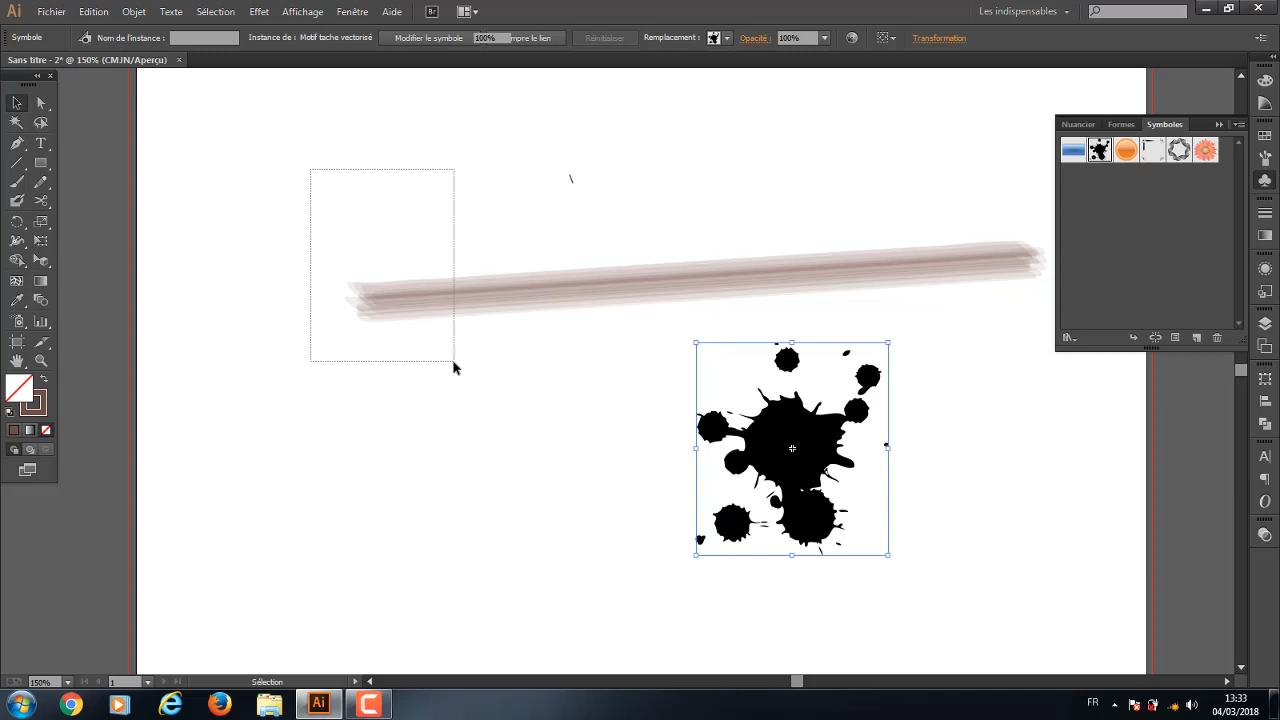 Ai Fichier Edition Objet Texte Sélection Effet Affichage Fenêtre Aide Br Les indispensables
Symbole Nom de l'instance : Instance de : Motif tache vectorisé Modifier le symbole 100% mpre le lien Réinitialiser Remplacement : Opacité : 100% Transformation
Sans titre - 2* @ 150% (CMJN/Aperçu) ×
Nuancier Formes Symboles
150% 1 Sélection
Ai FR 13:33
04/03/2018